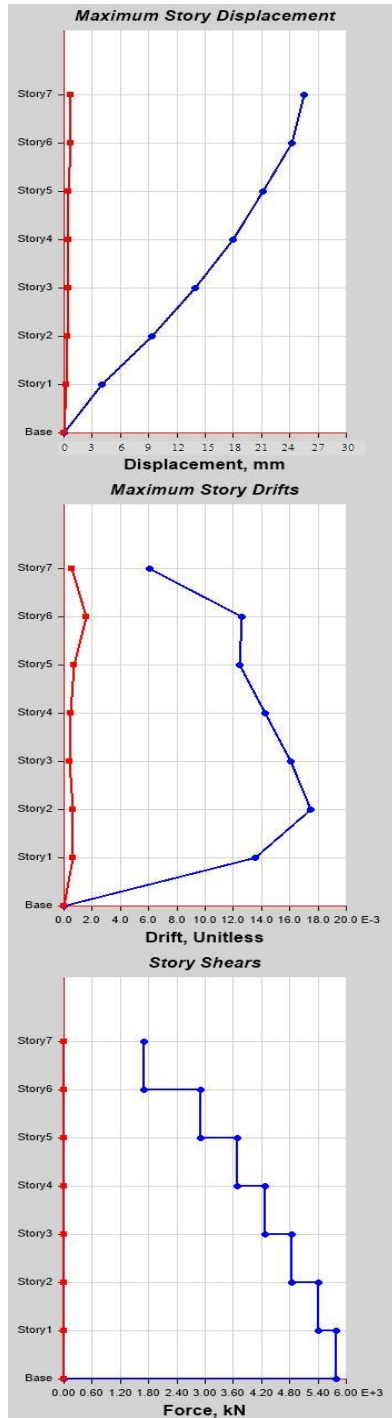 Maximum Story Displacement
Story7
Story6
Story5
Story4
Story3
Story2
Story1
Base
0 3 6 9 12 15 18 21 24 27 30
Displacement, mm
Maximum Story Drifts
Story7
Story6
Story5
Story4
Story3
Story2
Story1
Base
0.0 2.0 4.0 6.0 8.0 10.0 12.0 14.0 16.0 18.0 20.0 E-3
Drift, Unitless
Story Shears
Story7
Story6
Story5
Story4
Story3
Story2
Story1
Base
0.00 0.60 1.20 1.80 2.40 3.00 3.60 4.20 4.80 5.40 6.00 E+3
Force, kN